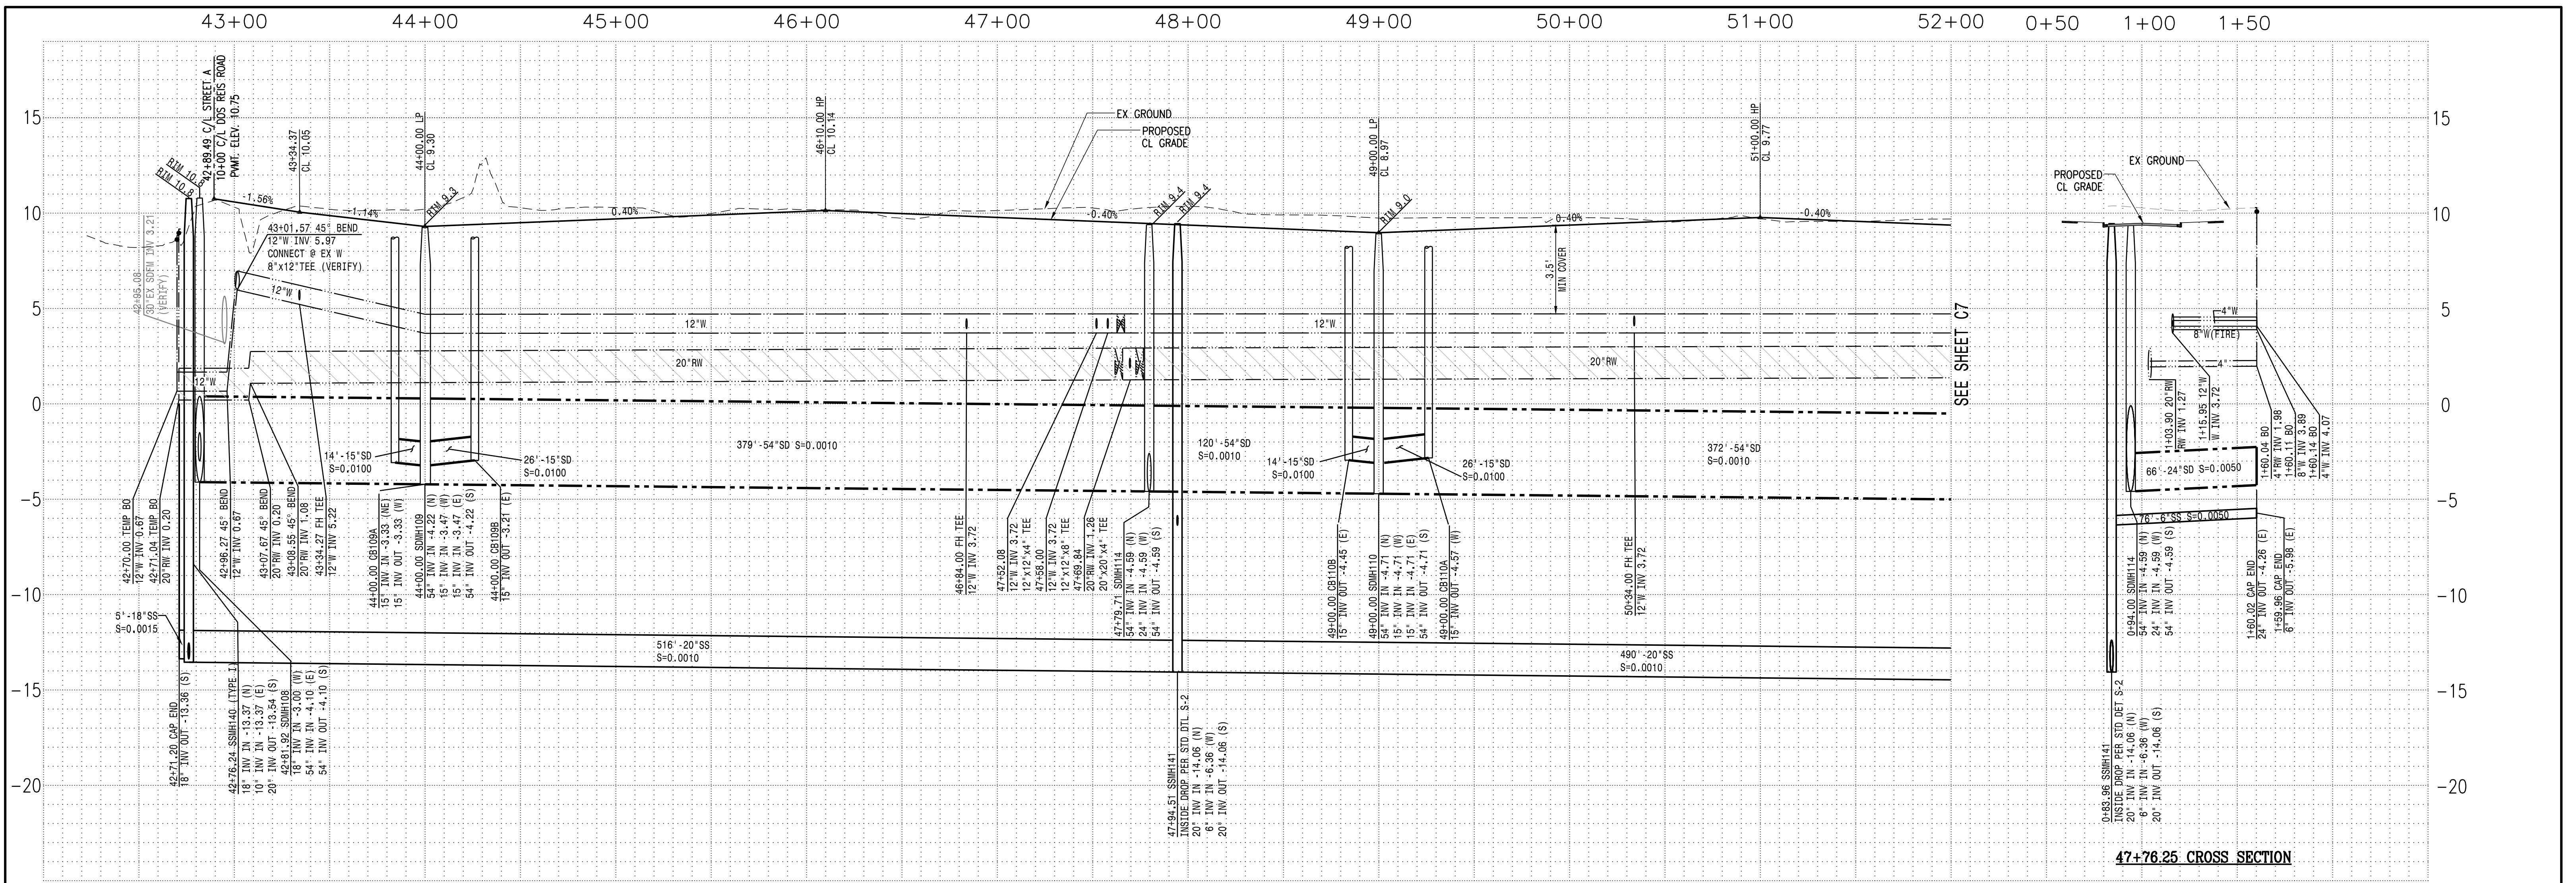 43+00
44+00
45+00
46+00
47+00
48+00
49+00
50+00
51+00
52+00
0+50
1+00
1+50
15
10
5
0
-5
-10
-15
-20
15
10
5
0
-5
-10
-15
-20
RIM 10.8
RIM 10.8
42+89.49 C/L STREET A
10+00 C/L DOS REIS ROAD
PVMT. ELEV. 10.75
-1.56%
43+34.37
CL 10.05
-1.14%
44+00.00 LP
CL 9.30
RIM 9.3
0.40%
46+10.00 HP
CL 10.14
EX GROUND
PROPOSED
CL GRADE
-0.40%
RIM 9.4
RIM 9.4
49+00.00 LP
CL 8.97
RIM 9.0
0.40%
51+00.00 HP
CL 9.77
-0.40%
42+95.08
30"EX SDFM INV 3.21
(VERIFY)
43+01.57 45° BEND
12"W INV 5.97
CONNECT @ EX W
8"x12"TEE (VERIFY)
12"W
12"W
12"W
12"W
20"RW
20"RW
3.5'
MIN COVER
SEE SHEET C7
14'-15"SD
S=0.0100
26'-15"SD
S=0.0100
379'-54"SD S=0.0010
120'-54"SD
S=0.0010
14'-15"SD
S=0.0100
26'-15"SD
S=0.0100
372'-54"SD
S=0.0010
42+70.00 TEMP BO
12"W INV 0.67
42+71.04 TEMP BO
20"RW INV 0.20
42+96.27 45° BEND
12"W INV 0.67
43+07.67 45° BEND
20"RW INV 0.20
43+08.55 45° BEND
20"RW INV 1.08
43+34.27 FH TEE
12"W INV 5.22
44+00.00 CB109A
15" INV IN -3.33 (NE)
15" INV OUT -3.33 (W)
44+00.00 SDMH109
54" INV IN -4.22 (N)
15" INV IN -3.47 (W)
15" INV IN -3.47 (E)
54" INV OUT -4.22 (S)
44+00.00 CB109B
15" INV OUT -3.21 (E)
46+84.00 FH TEE
12"W INV 3.72
47+52.08
12"W INV 3.72
12"x12"x4" TEE
47+58.00
12"W INV 3.72
12"x12"x8" TEE
47+69.84
20"RW INV 1.26
20"x20"x4" TEE
47+79.71 SDMH114
54" INV IN -4.59 (N)
24" INV IN -4.59 (W)
54" INV OUT -4.59 (S)
49+00.00 CB110B
15" INV OUT -4.45 (E)
49+00.00 SDMH110
54" INV IN -4.71 (N)
15" INV IN -4.71 (W)
15" INV IN -4.71 (E)
54" INV OUT -4.71 (S)
49+00.00 CB110A
15" INV OUT -4.57 (W)
50+34.00 FH TEE
12"W INV 3.72
5'-18"SS
S=0.0015
516'-20"SS
S=0.0010
490'-20"SS
S=0.0010
42+71.20 CAP END
18" INV OUT -13.36 (S)
42+76.24 SSMH140 (TYPE I)
18" INV IN -13.37 (N)
10" INV IN -13.37 (E)
20" INV OUT -13.54 (S)
42+81.92 SDMH108
18" INV IN -3.00 (W)
54" INV IN -4.10 (E)
54" INV OUT -4.10 (S)
47+94.51 SSMH141
INSIDE DROP PER STD DTL S-2
20" INV IN -14.06 (N)
6" INV IN -6.36 (W)
20" INV OUT -14.06 (S)
EX GROUND
PROPOSED
CL GRADE
4"W
8"W(FIRE)
4"
1+03.90 20"RW
RW INV 1.27
1+15.95 12"W
W INV 3.72
1+60.04 BO
4"RW INV 1.98
1+60.11 BO
8"W INV 3.89
1+60.14 BO
4"W INV 4.07
66'-24"SD S=0.0050
76'-6"SS S=0.0050
0+94.00 SDMH114
54" INV IN -4.59 (N)
24" INV IN -4.59 (W)
54" INV OUT -4.59 (S)
1+60.02 CAP END
24" INV OUT -4.26 (E)
1+59.96 CAP END
6" INV OUT -5.98 (E)
0+83.96 SSMH141
INSIDE DROP PER STD DET S-2
20" INV IN -14.06 (N)
6" INV IN -6.36 (W)
20" INV OUT -14.06 (S)
47+76.25 CROSS SECTION